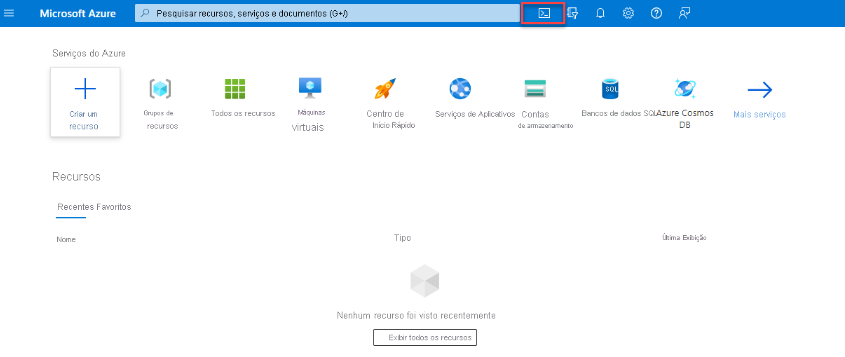 Microsoft Azure
Pesquisar recursos, serviços e documentos (G+/)
Serviços do Azure
Criar um
recurso
Grupos de
recursos
Todos os recursos
Máquinas
virtuais
Centro de
Início Rápido
Serviços de Aplicativos
Contas
de armazenamento
SQL
Bancos de dados SQL
Azure Cosmos
DB
Mais serviços
Recursos
Recentes Favoritos
Nome
Tipo
Última Exibição
Nenhum recurso foi visto recentemente
Exibir todos os recursos